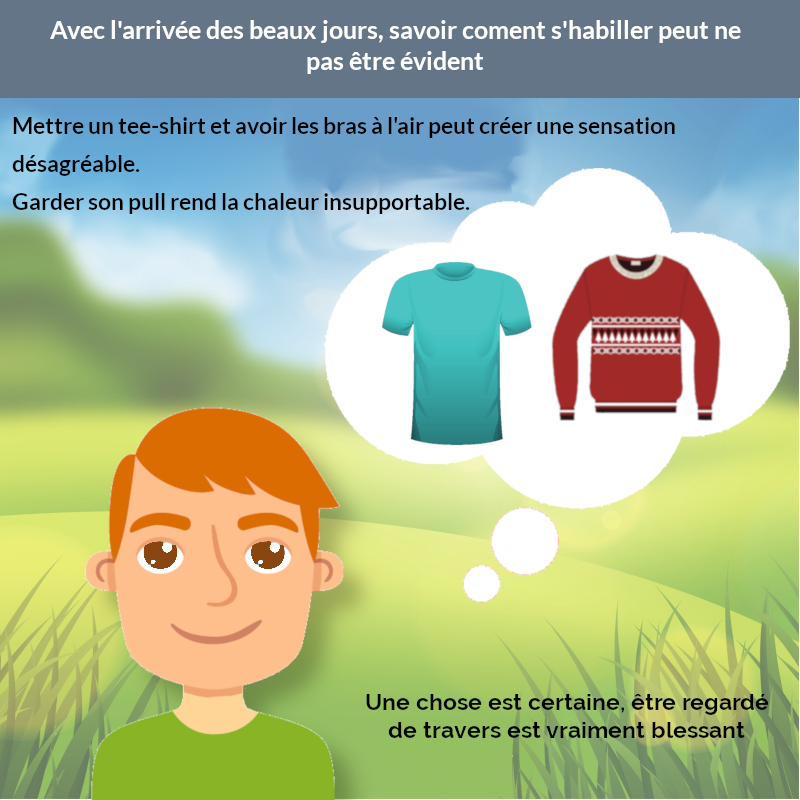 Avec l'arrivée des beaux jours, savoir coment s'habiller peut ne
pas être évident
Mettre un tee-shirt et avoir les bras à l'air peut créer une sensation
désagréable.
Garder son pull rend la chaleur insupportable.
Une chose est certaine, être regardé
de travers est vraiment blessant